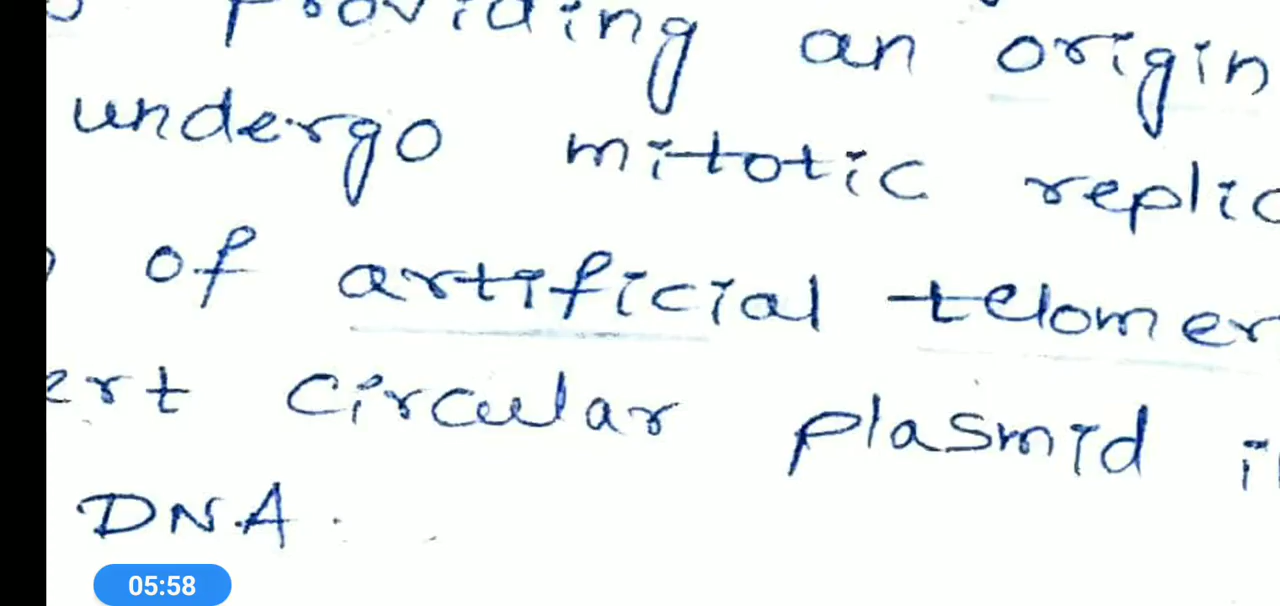 providing an origin
undergo mitotic replic
of artificial telomer
ert circular plasmid i
DNA.
05:58